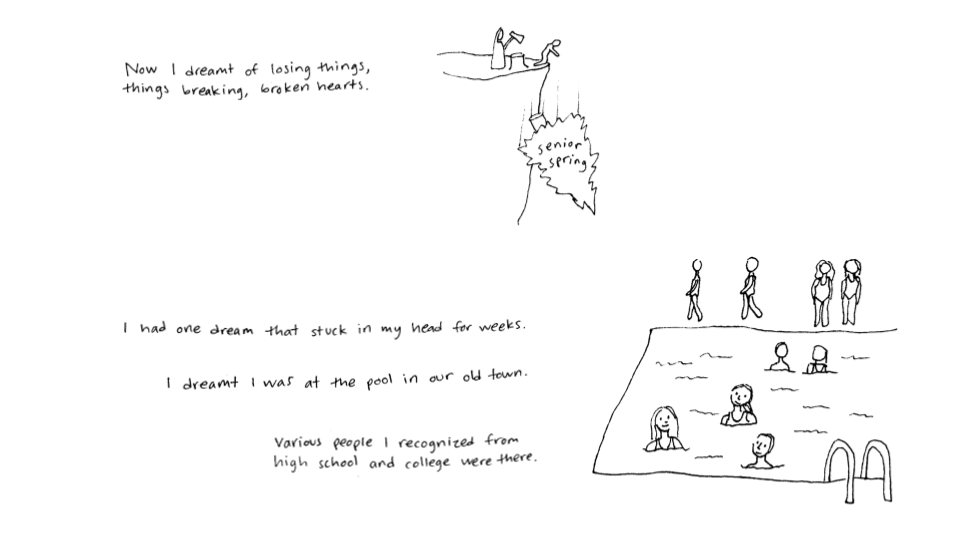 Now I dreamt of losing things,
things breaking, broken hearts.
senior
spring
I had one dream that stuck in my head for weeks.
I dreamt I was at the pool in our old town.
Various people I recognized from
high school and college were there.